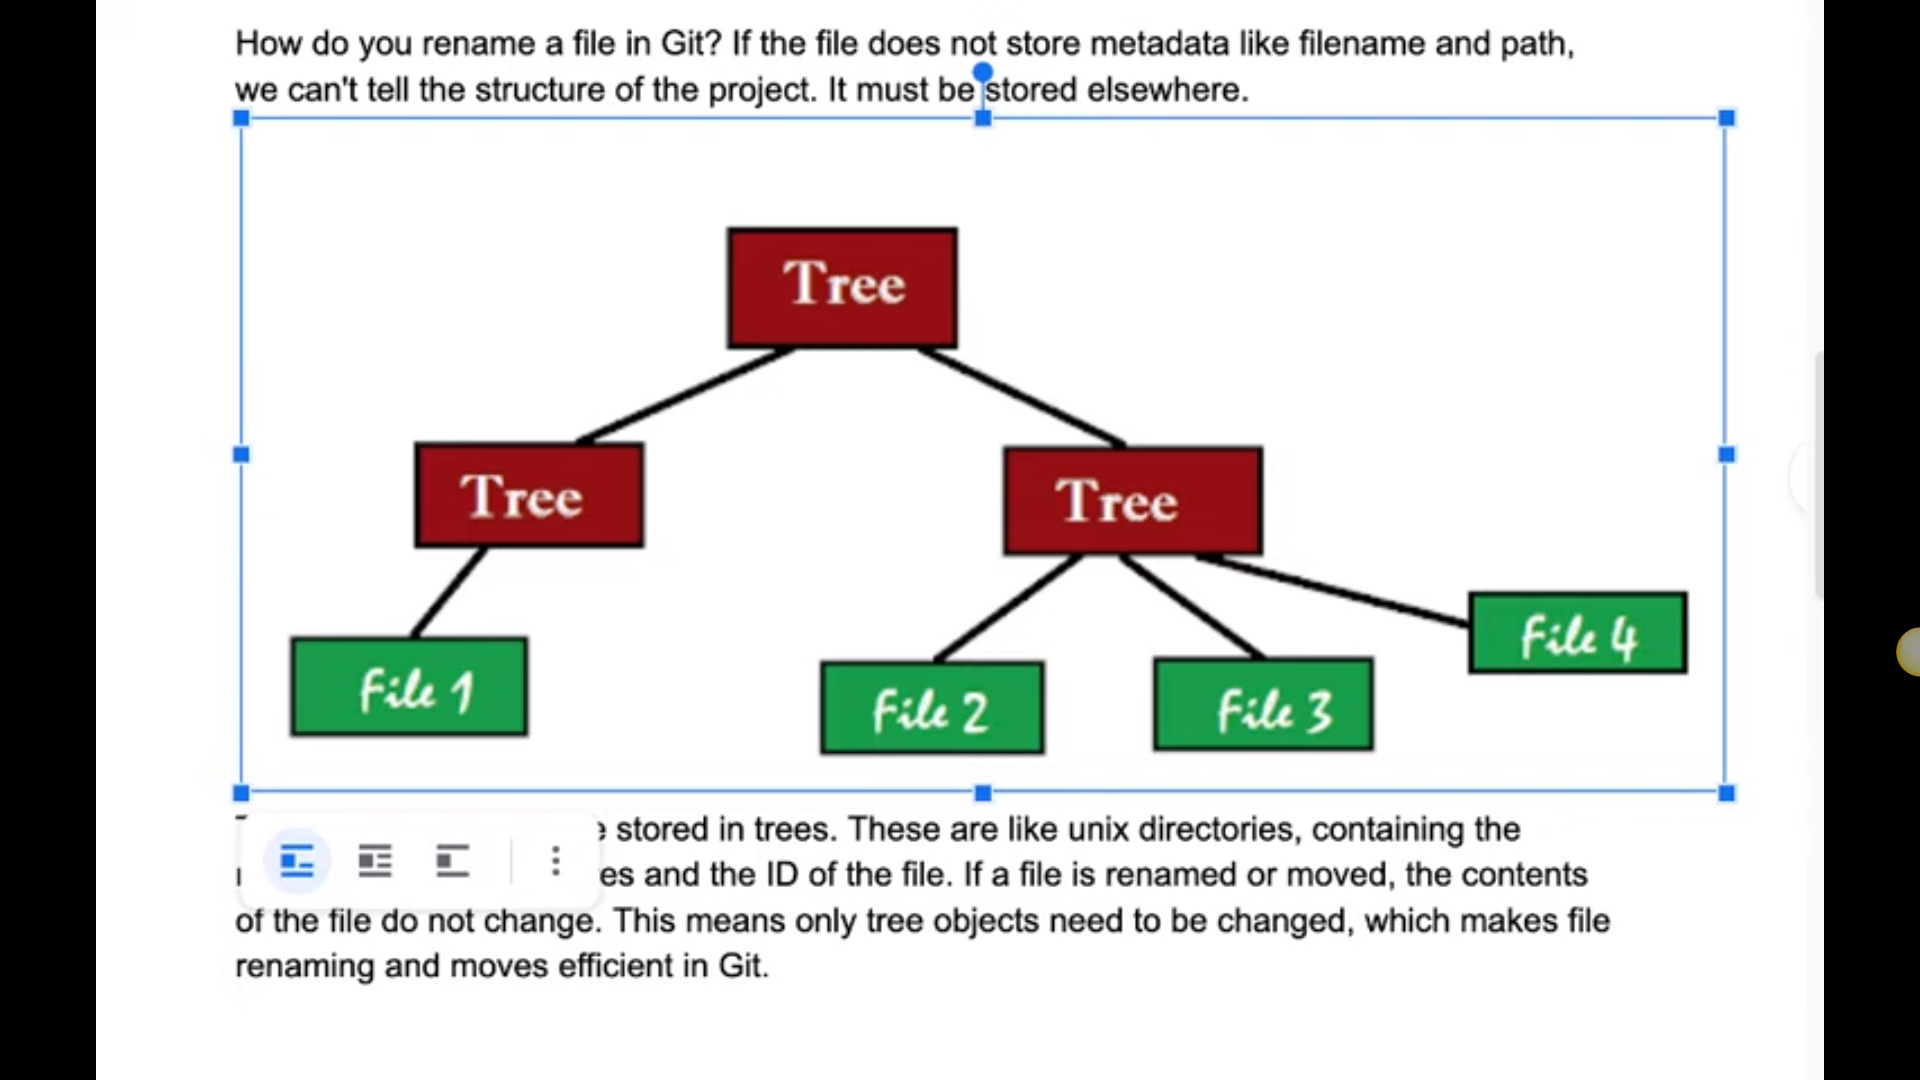 How do you rename a file in Git? If the file does not store metadata like filename and path,
we can't tell the structure of the project. It must be stored elsewhere.
Tree
Tree
Tree
File 4
File 1
File 2
File 3
stored in trees. These are like unix directories, containing the
and the ID of the file. If a file is renamed or moved, the contents
of the file do not change. This means only tree objects need to be changed, which makes file
renaming and moves efficient in Git.